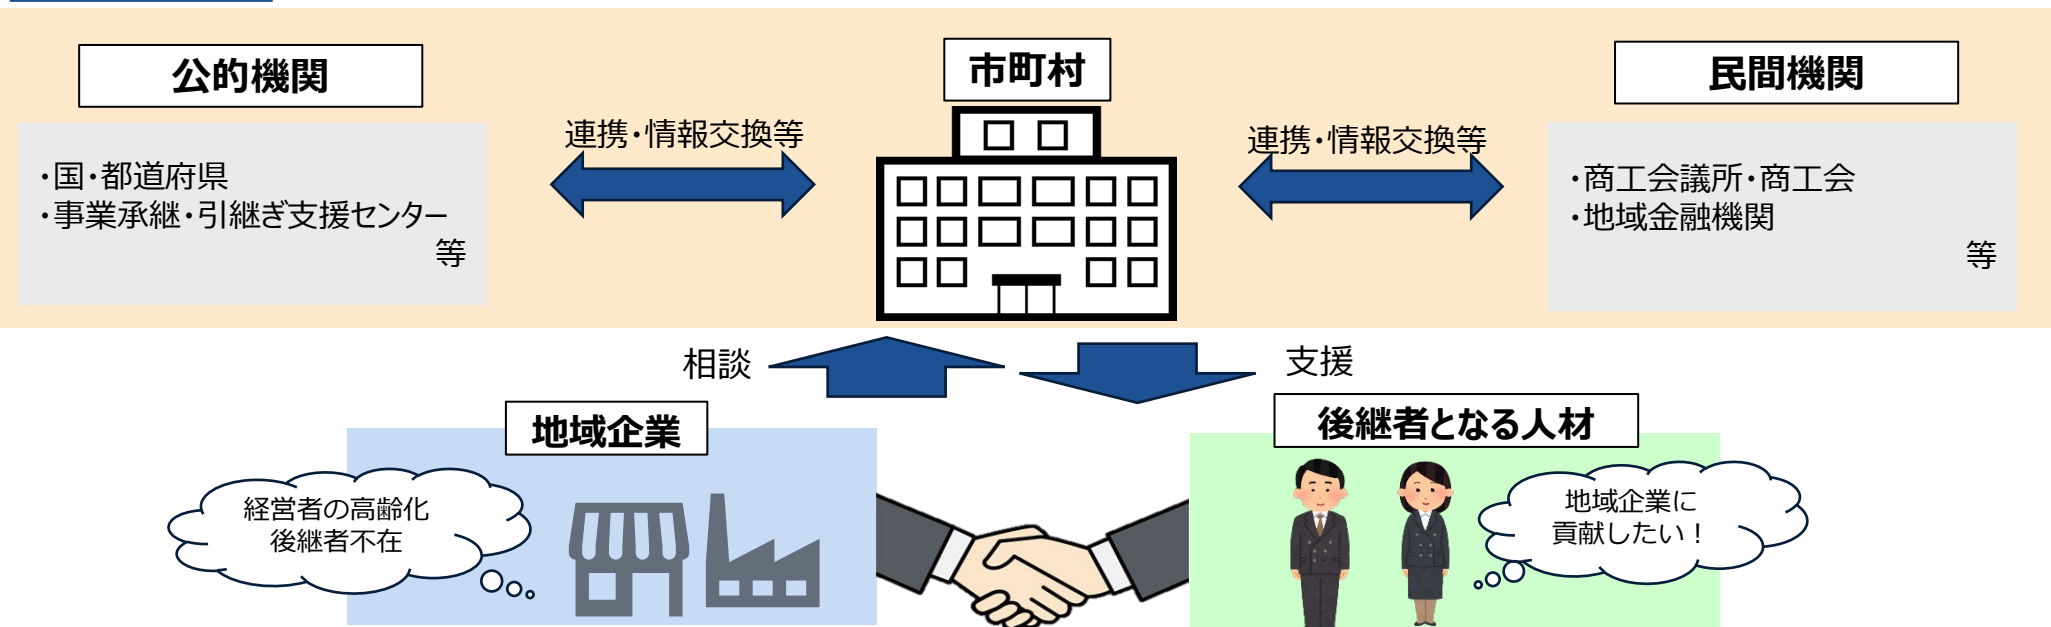 公的機関
・国・都道府県
・事業承継・引継ぎ支援センター
等
連携・情報交換等
市町村
連携・情報交換等
民間機関
・商工会議所・商工会
・地域金融機関
等
相談
支援
地域企業
経営者の高齢化
後継者不在
後継者となる人材
地域企業に
貢献したい！